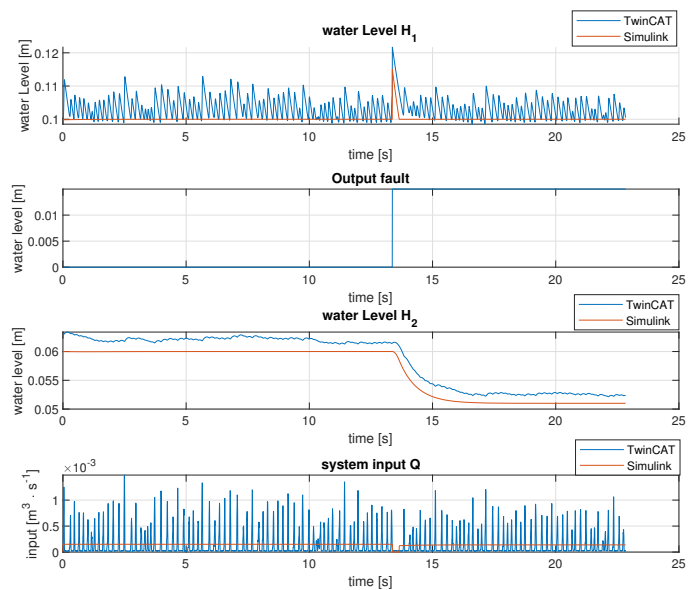 TwinCAT
Simulink
water Level H1
water Level [m]
0.12
0.11
0.1
0 5 10 15 20 25
time [s]
Output fault
water level [m]
0.01
0.005
0
0 5 10 15 20 25
time [s]
TwinCAT
Simulink
water Level H2
water level [m]
0.06
0.055
0.05
0 5 10 15 20 25
time [s]
TwinCAT
Simulink
×10-3
system input Q
input [m3 · s-1]
1
0.5
0
0 5 10 15 20 25
time [s]